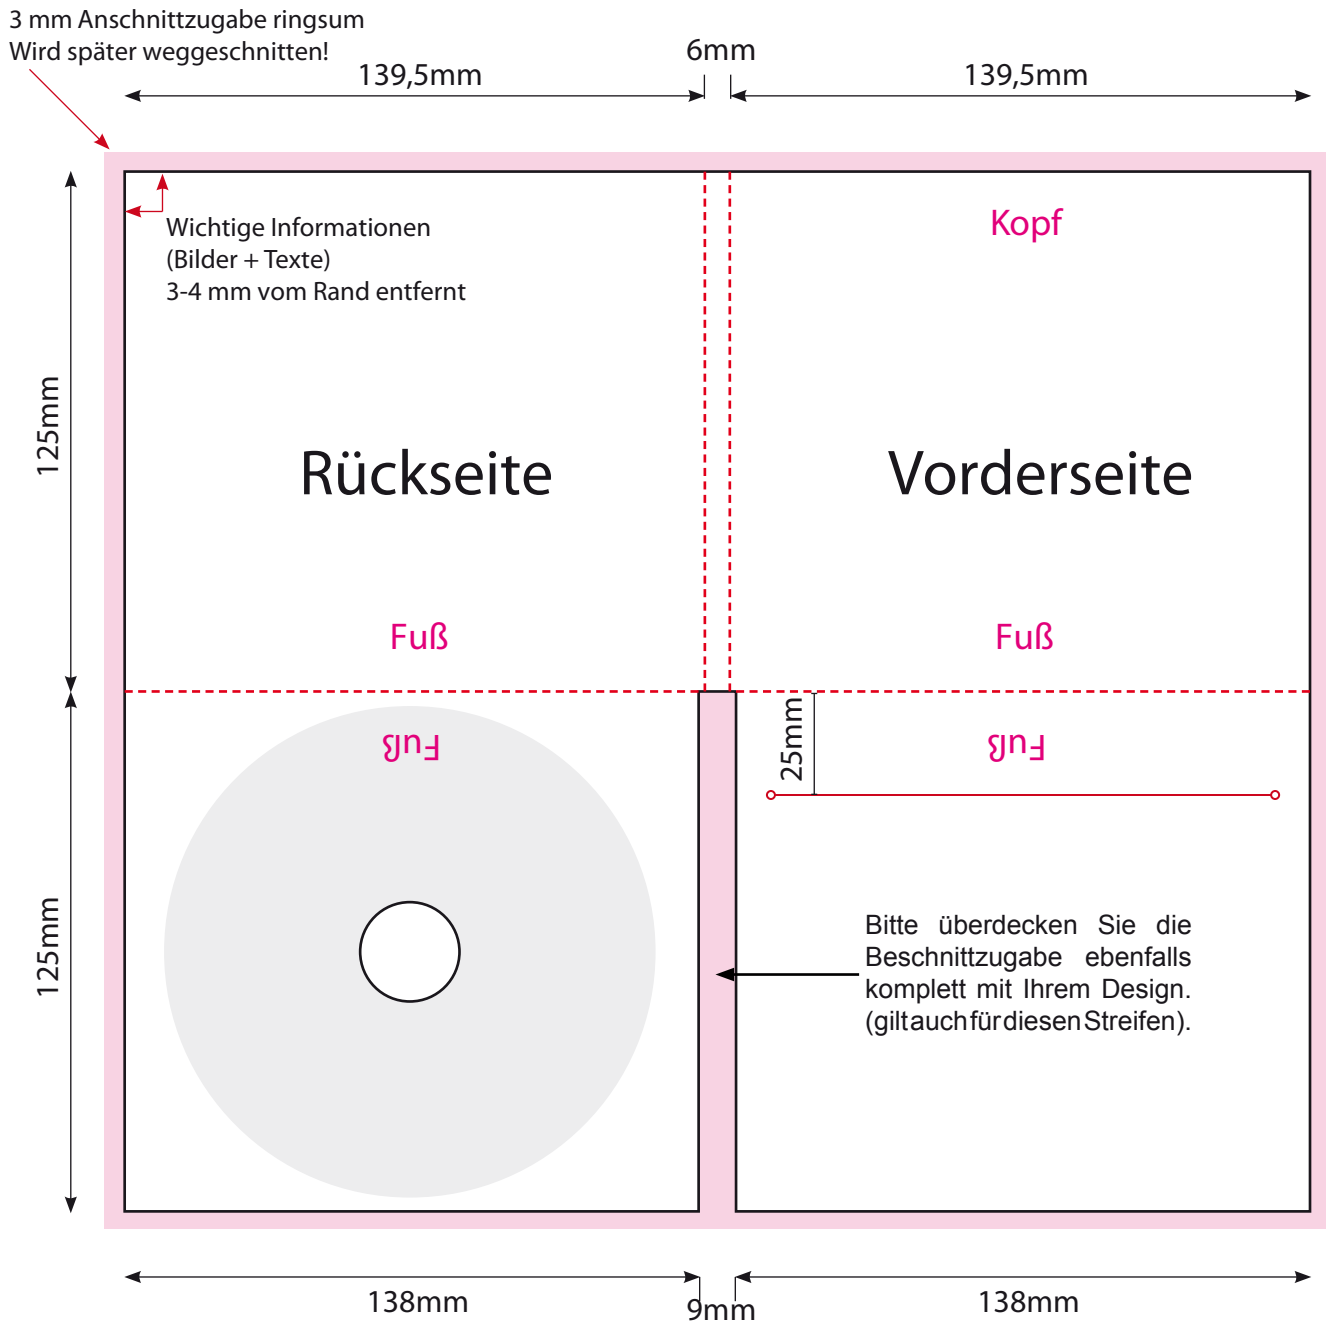 3 mm Anschnittzugabe ringsum
Wird später weggeschnitten!
139,5mm
6mm
139,5mm
Wichtige Informationen
(Bilder + Texte)
3-4 mm vom Rand entfernt
Kopf
125mm
Rückseite
Vorderseite
Fuß
Fuß
Fuß
25mm
Fuß
125mm
Bitte überdecken Sie die
Beschnittzugabe ebenfalls
komplett mit Ihrem Design.
(gilt auch für diesen Streifen).
138mm
9mm
138mm